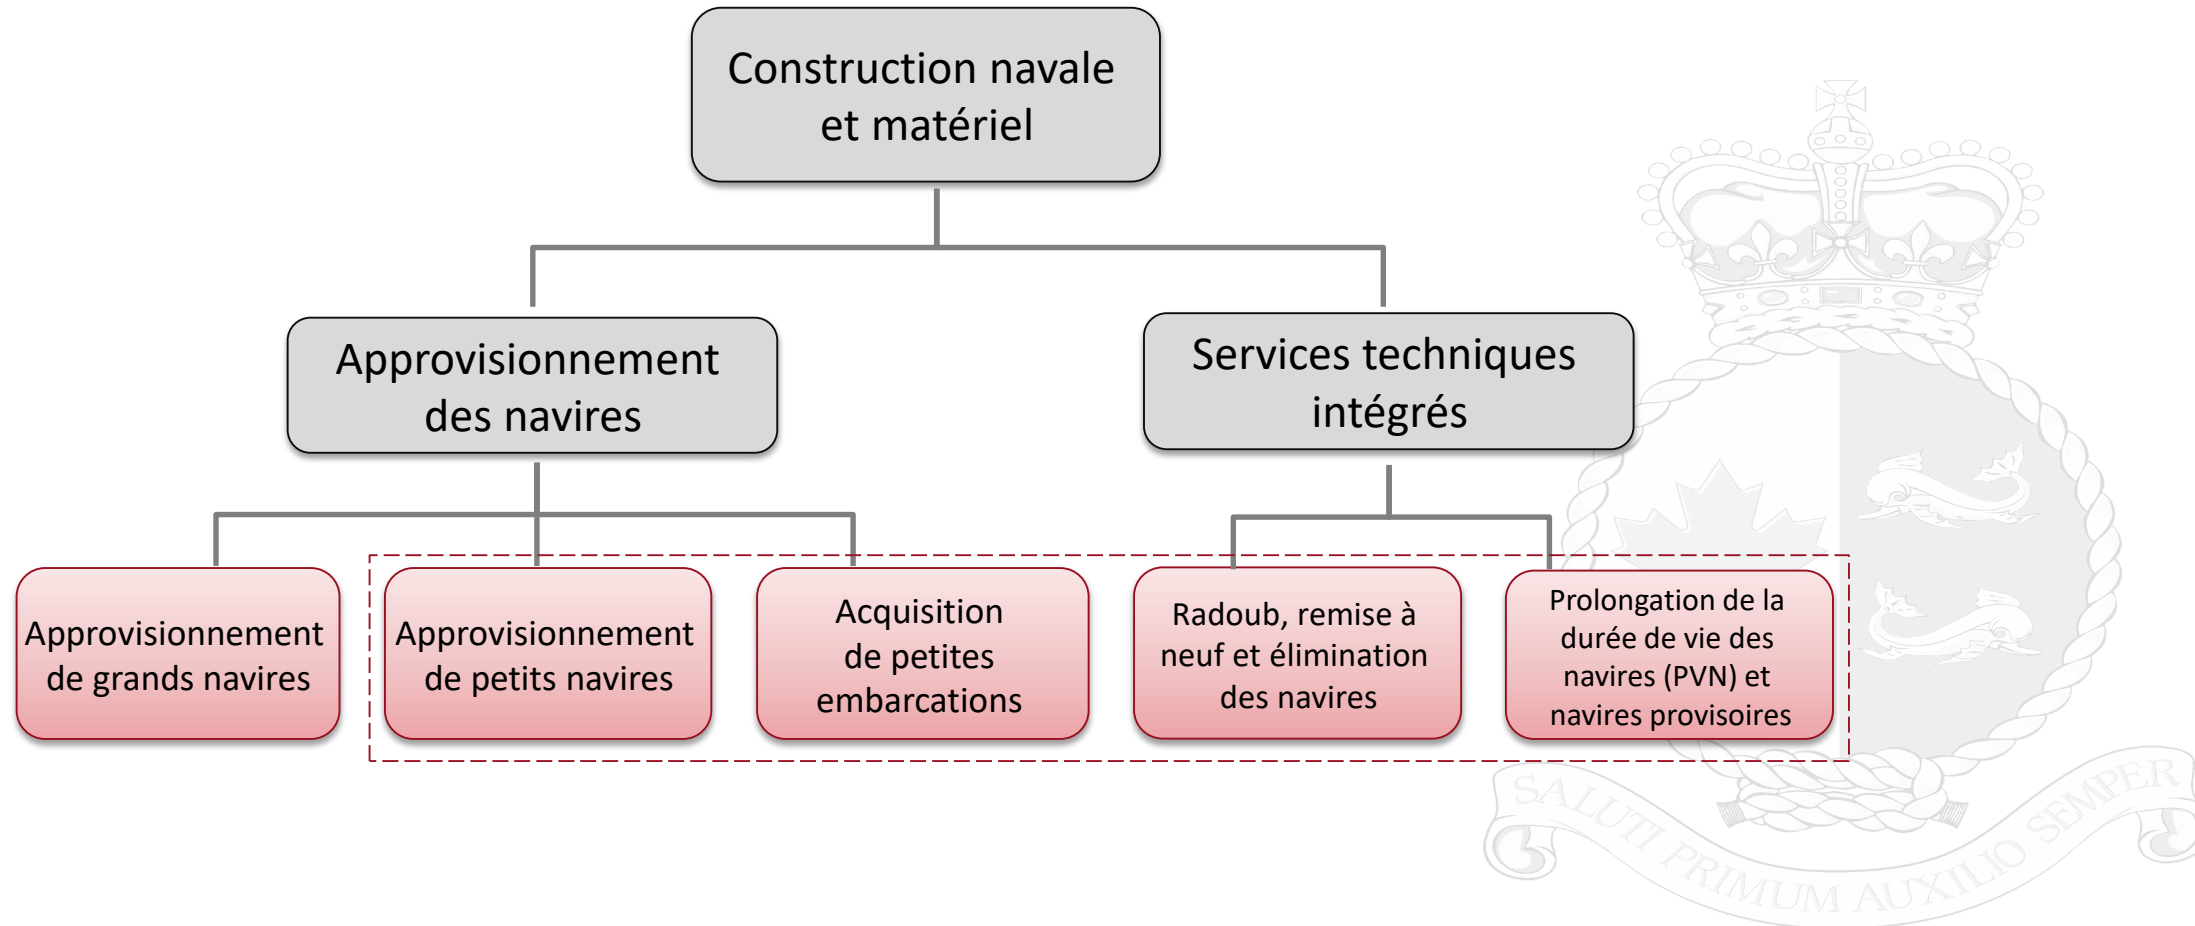 Construction navale
et matériel
Approvisionnement
des navires
Services techniques
intégrés
Approvisionnement
de grands navires
Approvisionnement
de petits navires
Acquisition
de petites
embarcations
Radoub, remise à
neuf et élimination
des navires
Prolongation de la
durée de vie des
navires (PVN) et
navires provisoires
SALUTI PRIMUM AUXILIO SEMPER